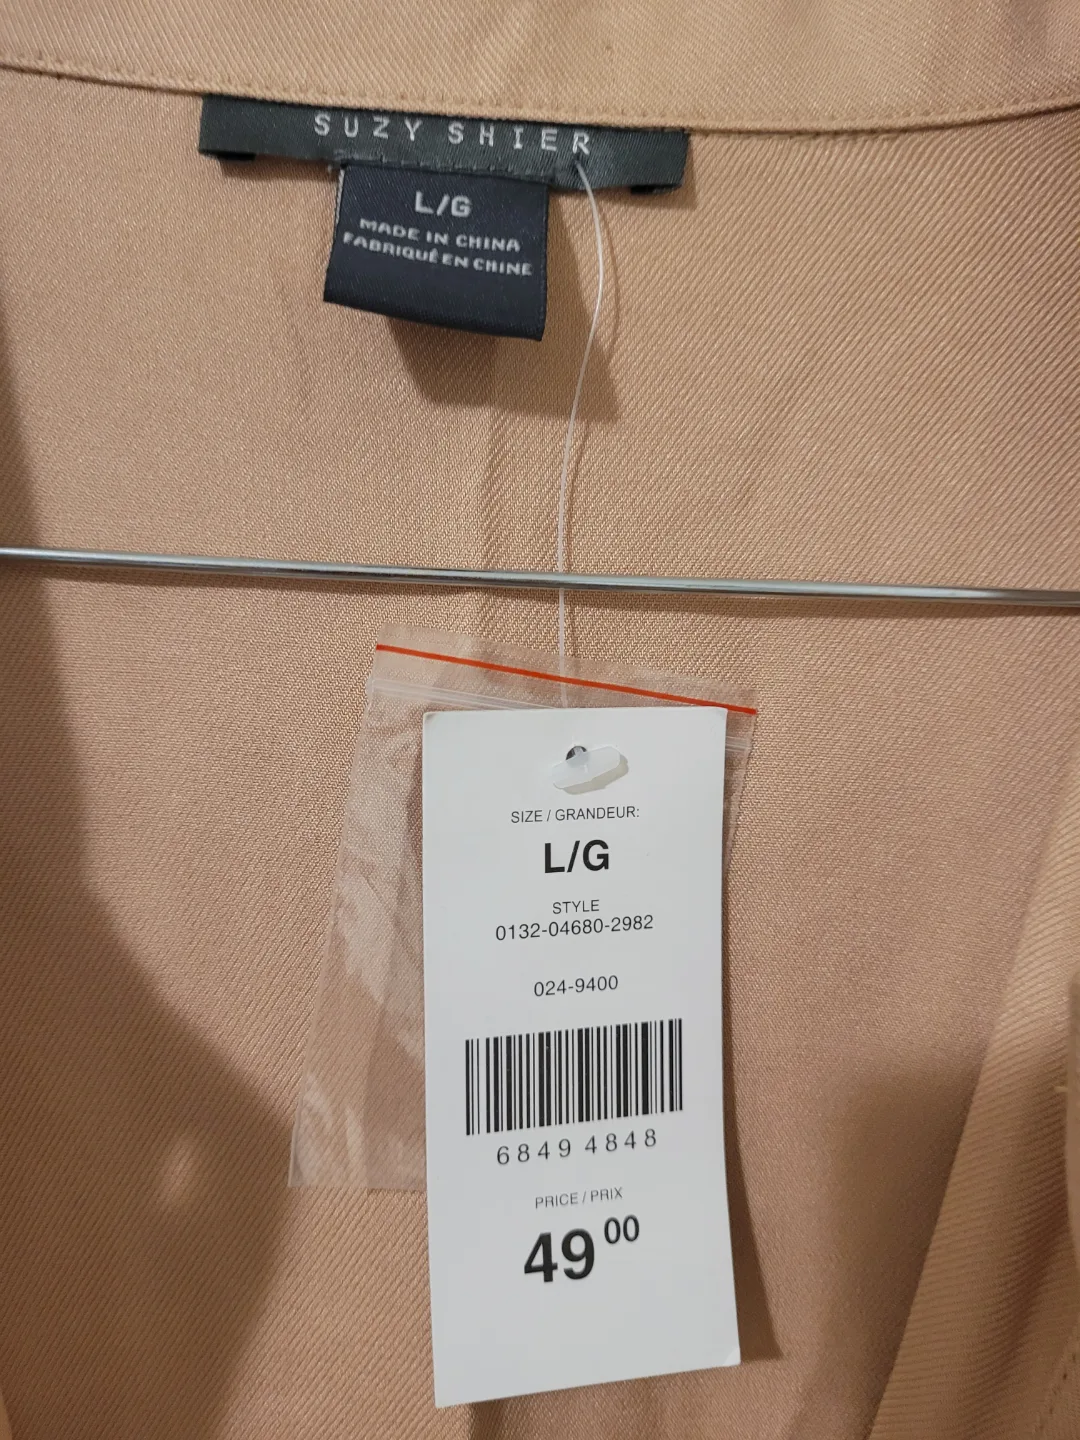 SUZY SHIER
L/G
MADE IN CHINA
FABRIQUÉ EN CHINE
SIZE / GRANDEUR:
L/G
STYLE
0132-04680-2982
024-9400
6849 4848
PRICE / PRIX
49 00